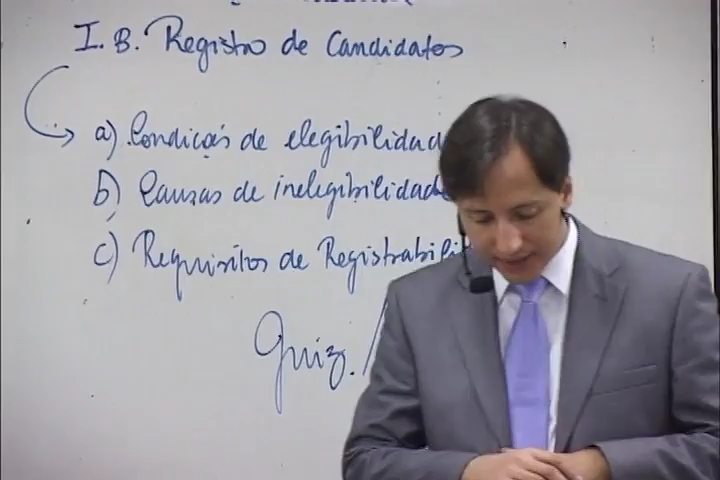 I.B. Registro de Candidatos
a) Condições de elegibilidad
b) Causas de inelegibilidade
c) Requisitos de Registrabili
Juiz.